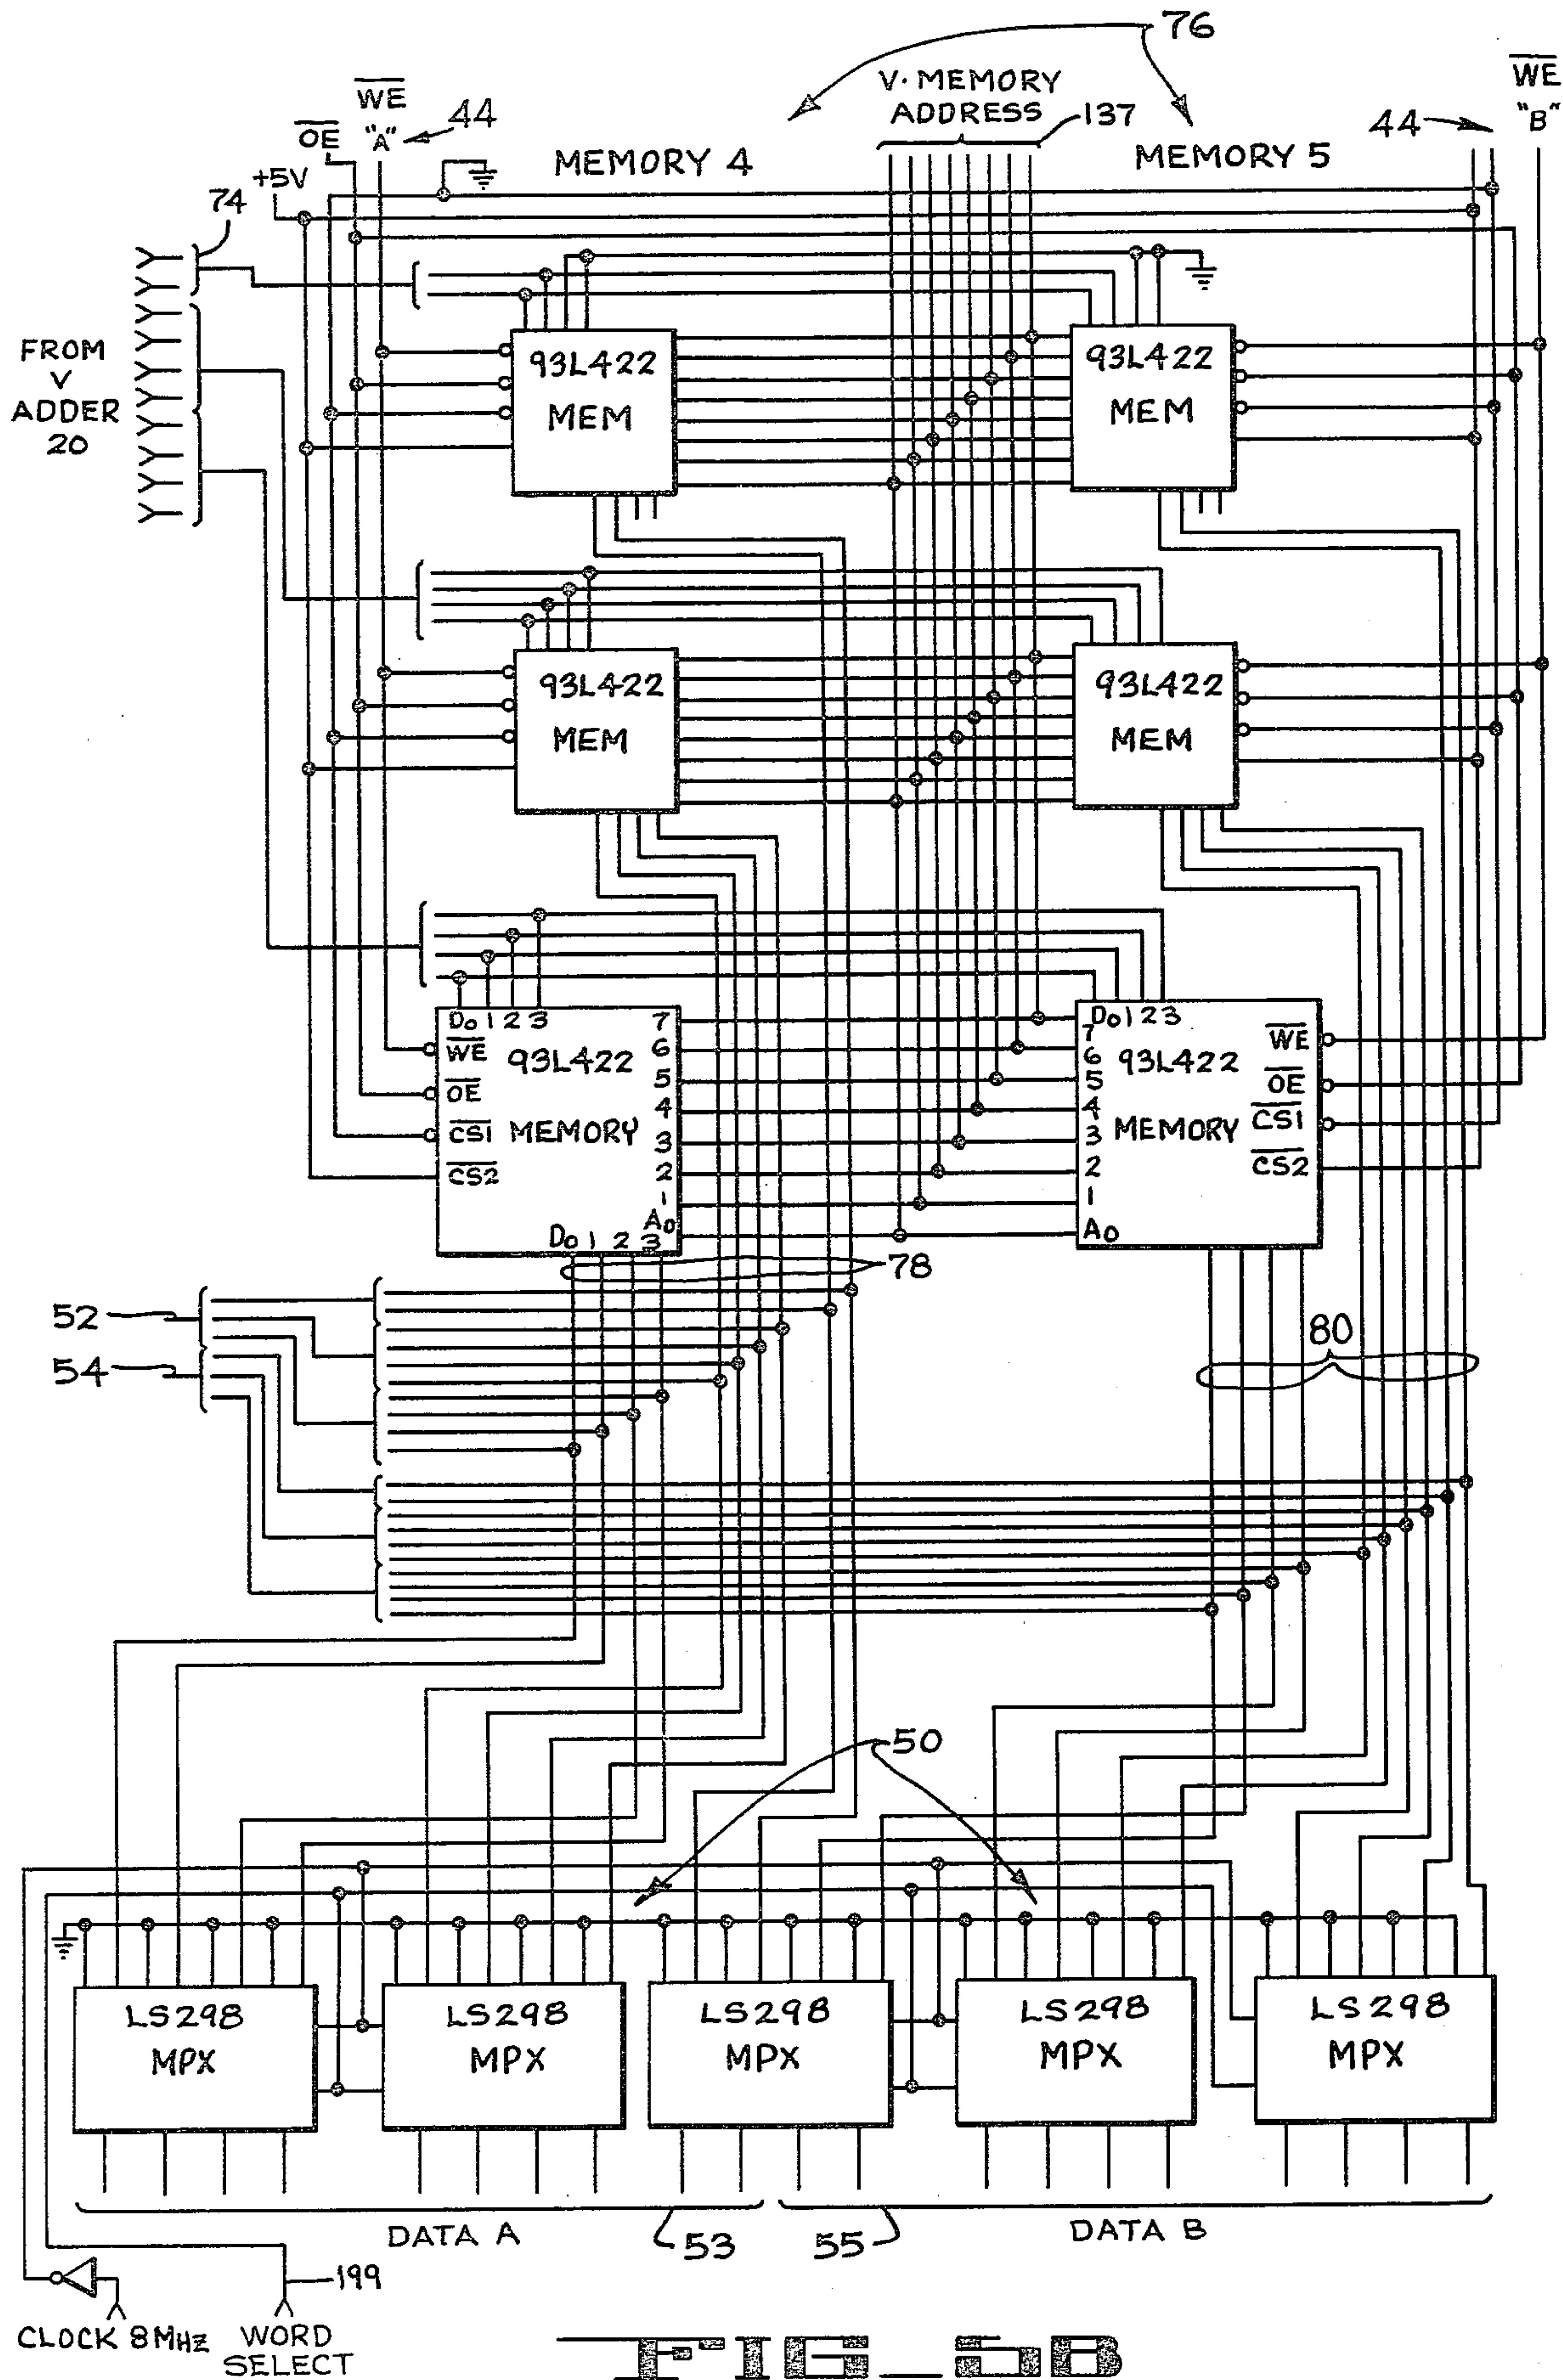 76
WE
"A"
44
OE
+5V
74
MEMORY 4
V. MEMORY
ADDRESS
137
MEMORY 5
44
WE
"B"
FROM
V
ADDER
20
93L422
MEM
93L422
MEM
93L422
MEM
93L422
MEM
D0 1 2 3
WE
OE
CS1
CS2
93L422
MEMORY
7
6
5
4
3
2
1
A0
D0 1 2 3
D0 1 2 3
7
6
5
4
3
2
1
A0
93L422
MEMORY
WE
OE
CS1
CS2
78
52
54
80
50
LS298
MPX
LS298
MPX
LS298
MPX
LS298
MPX
LS298
MPX
DATA A
53
55
DATA B
199
CLOCK 8MHZ
WORD
SELECT
FIG_5B